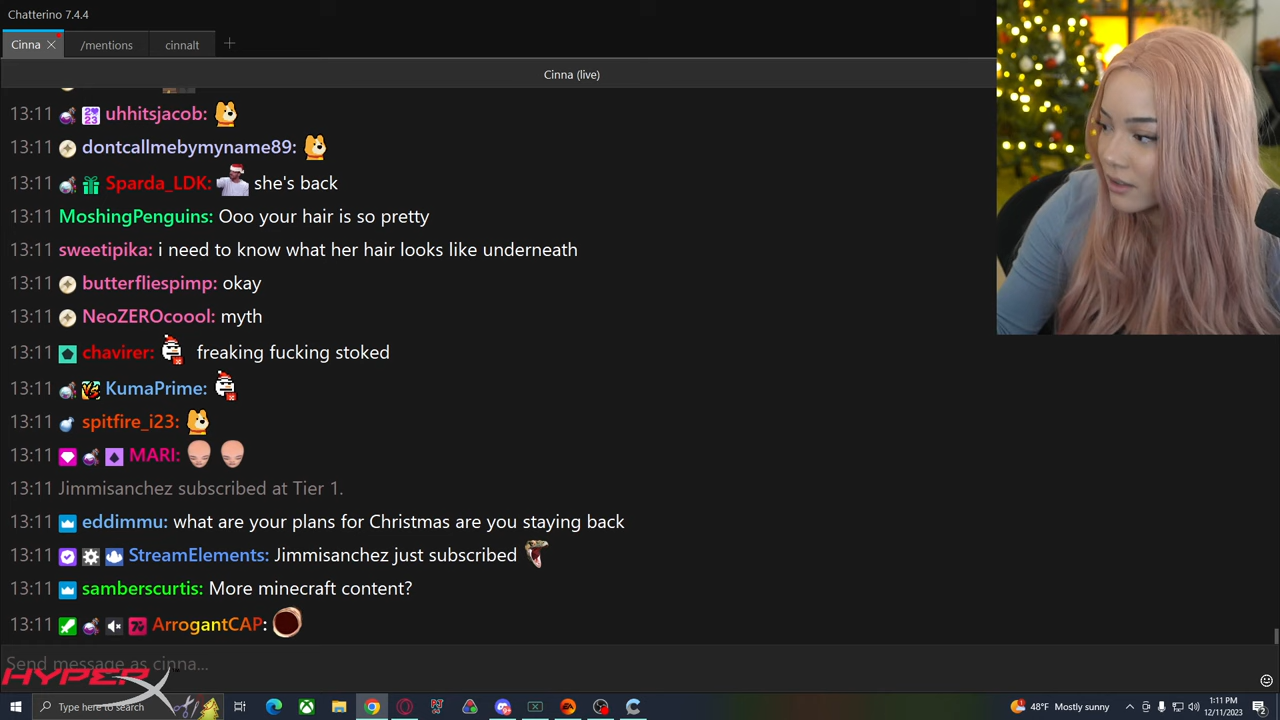 Chatterino 7.4.4
Cinna
/mentions
cinnalt
Cinna (live)
13:11 uhhitsjacob:
13:11 dontcallmebymyname89:
13:11 Sparda_LDK: she's back
13:11 MoshingPenguins: Ooo your hair is so pretty
13:11 sweetipika: i need to know what her hair looks like underneath
13:11 butterfliespimp: okay
13:11 NeoZEROcoool: myth
13:11 chavirer: freaking fucking stoked
13:11 KumaPrime:
13:11 spitfire_i23:
13:11 MARI:
13:11 Jimmisanchez subscribed at Tier 1.
13:11 eddimmu: what are your plans for Christmas are you staying back
13:11 StreamElements: Jimmisanchez just subscribed
13:11 samberscurtis: More minecraft content?
13:11 ArrogantCAP:
Send message as cinna...
HYPERX
Type here to search
48°F Mostly sunny
1:11 PM
12/11/2023